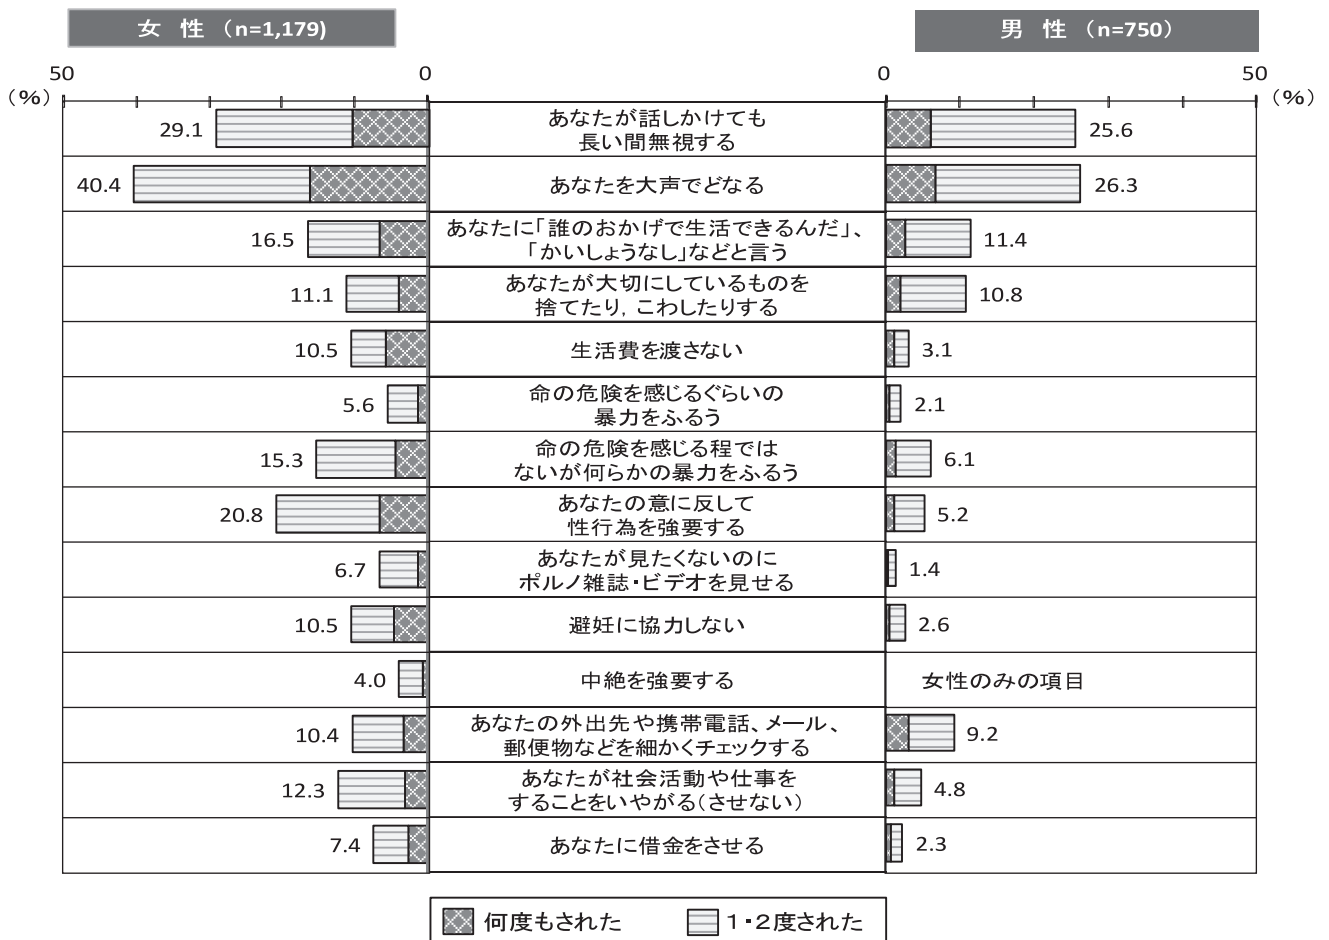 女 性 (n=1,179)
男 性 (n=750)
50
0
0
50
(%)
(%)
29.1
あなたが話しかけても
長い間無視する
25.6
40.4
あなたを大声でどなる
26.3
16.5
あなたに「誰のおかげで生活できるんだ」、
「かいしょうなし」などと言う
11.4
11.1
あなたが大切にしているものを
捨てたり, こわしたりする
10.8
10.5
生活費を渡さない
3.1
5.6
命の危険を感じるぐらいの
暴力をふるう
2.1
15.3
命の危険を感じる程では
ないが何らかの暴力をふるう
6.1
20.8
あなたの意に反して
性行為を強要する
5.2
6.7
あなたが見たくないのに
ポルノ雑誌・ビデオを見せる
1.4
10.5
避妊に協力しない
2.6
4.0
中絶を強要する
女性のみの項目
10.4
あなたの外出先や携帯電話、メール、
郵便物などを細かくチェックする
9.2
12.3
あなたが社会活動や仕事を
することをいやがる(させない)
4.8
7.4
あなたに借金をさせる
2.3
何度もされた
1・2度された